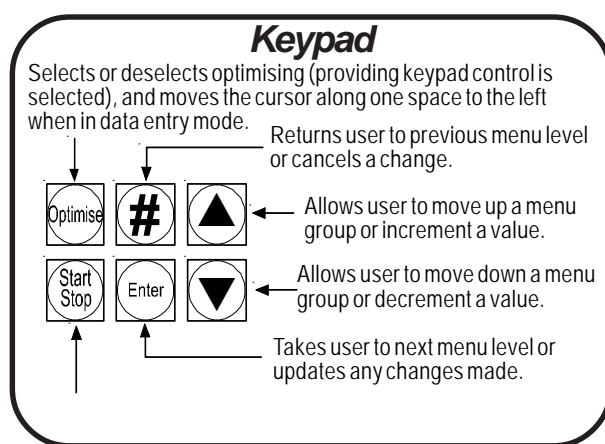 Keypad
Selects or deselects optimising (providing keypad control is
selected), and moves the cursor along one space to the left
when in data entry mode.
Returns user to previous menu level
or cancels a change.
Optimise
#
Allows user to move up a menu
group or increment a value.
Start
Stop
Enter
Allows user to move down a menu
group or decrement a value.
Takes user to next menu level or
updates any changes made.